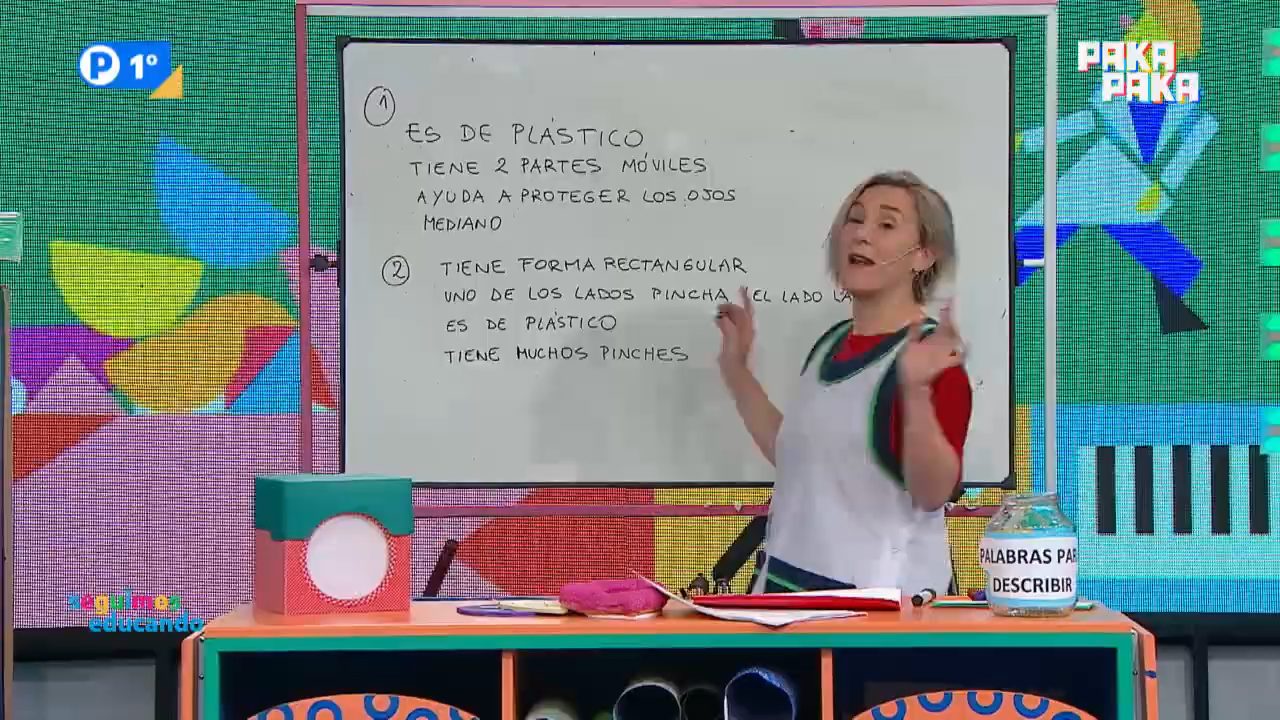 P 1°
PAKA
PAKA
1
ES DE PLÁSTICO
TIENE 2 PARTES MÓVILES
AYUDA A PROTEGER LOS OJOS
MEDIANO
2 TIENE FORMA RECTANGULAR
UNO DE LOS LADOS PINCHA EL LADO
ES DE PLÁSTICO
TIENE MUCHOS PINCHES
PALABRAS
DESCRIBIR
seguimos
educando